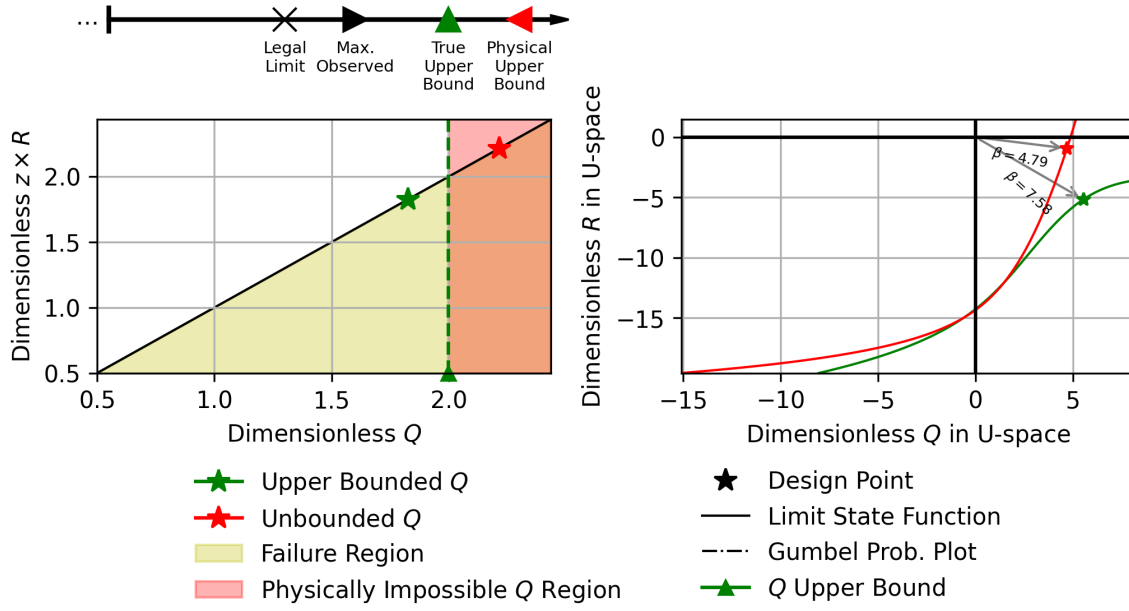 ...
Legal
Limit
Max.
Observed
True
Upper
Bound
Physical
Upper
Bound
Dimensionless z × R
2.0
1.5
1.0
0.5
0.5
1.0
1.5
2.0
Dimensionless Q
Dimensionless R in U-space
0
−5
−10
−15
β = 4.79
β = 7.58
−15
−10
−5
0
5
Dimensionless Q in U-space
Upper Bounded Q
Unbounded Q
Failure Region
Physically Impossible Q Region
Design Point
Limit State Function
Gumbel Prob. Plot
Q Upper Bound